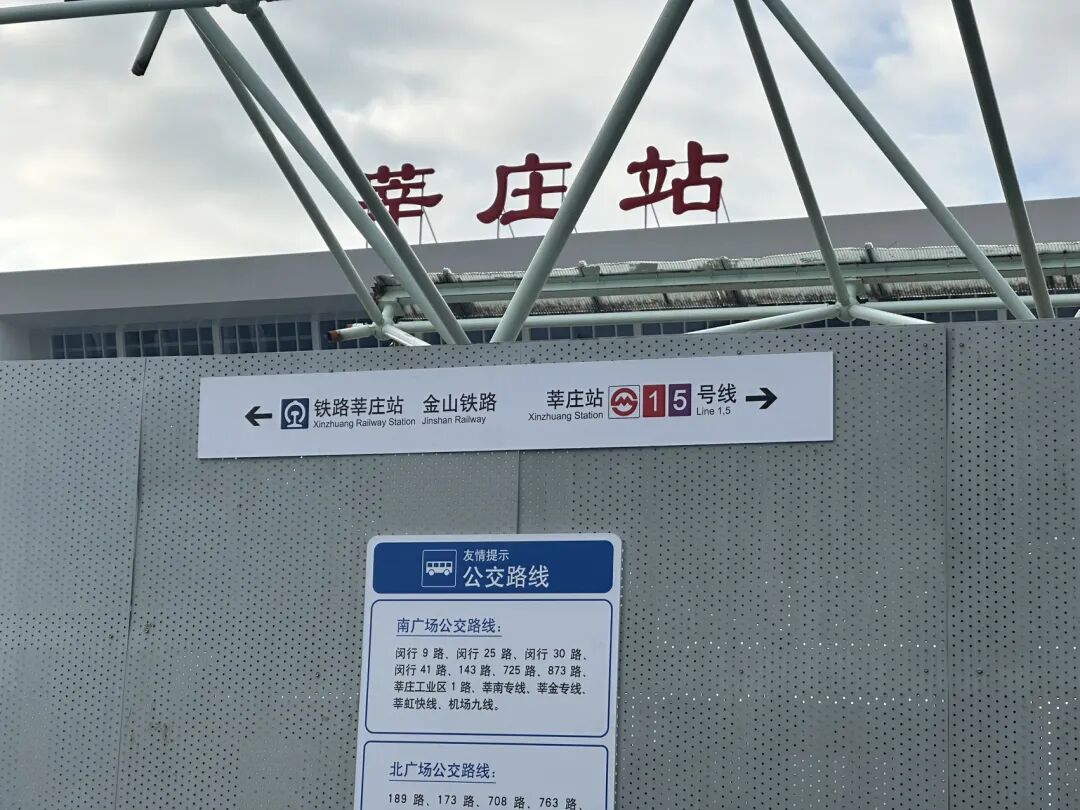 莘庄站
← 铁路莘庄站 金山铁路
Xinzhuang Railway Station Jinshan Railway
莘庄站 1 5 号线 →
Xinzhuang Station Line 1,5
友情提示
公交路线
南广场公交路线：
闵行 9 路、闵行 25 路、闵行 30 路、
闵行 41 路、143 路、725 路、873 路、
莘庄工业区 1 路、莘南专线、莘金专线、
莘虹快线、机场九线。
北广场公交路线：
189 路、173 路、708 路、763 路、